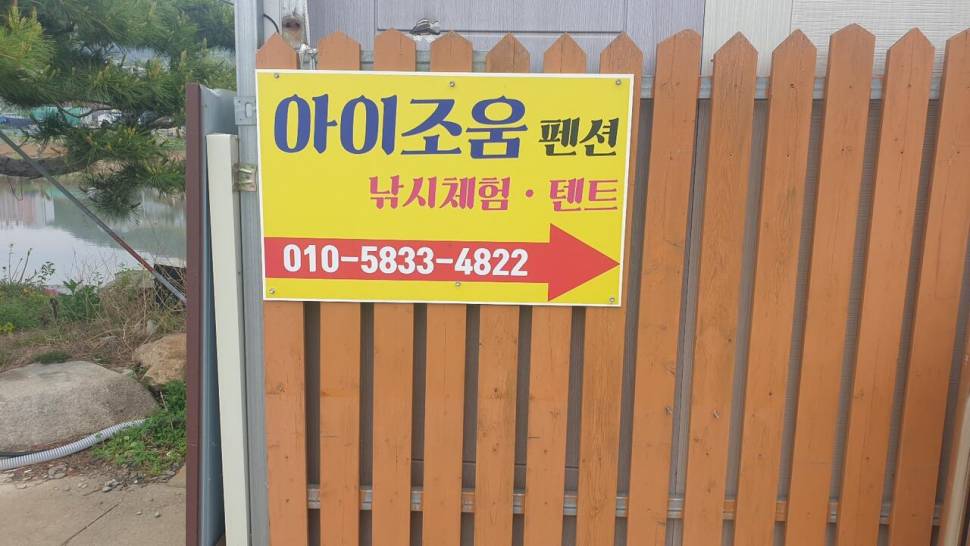 아이조움 펜션
낚시체험 · 텐트
010-5833-4822